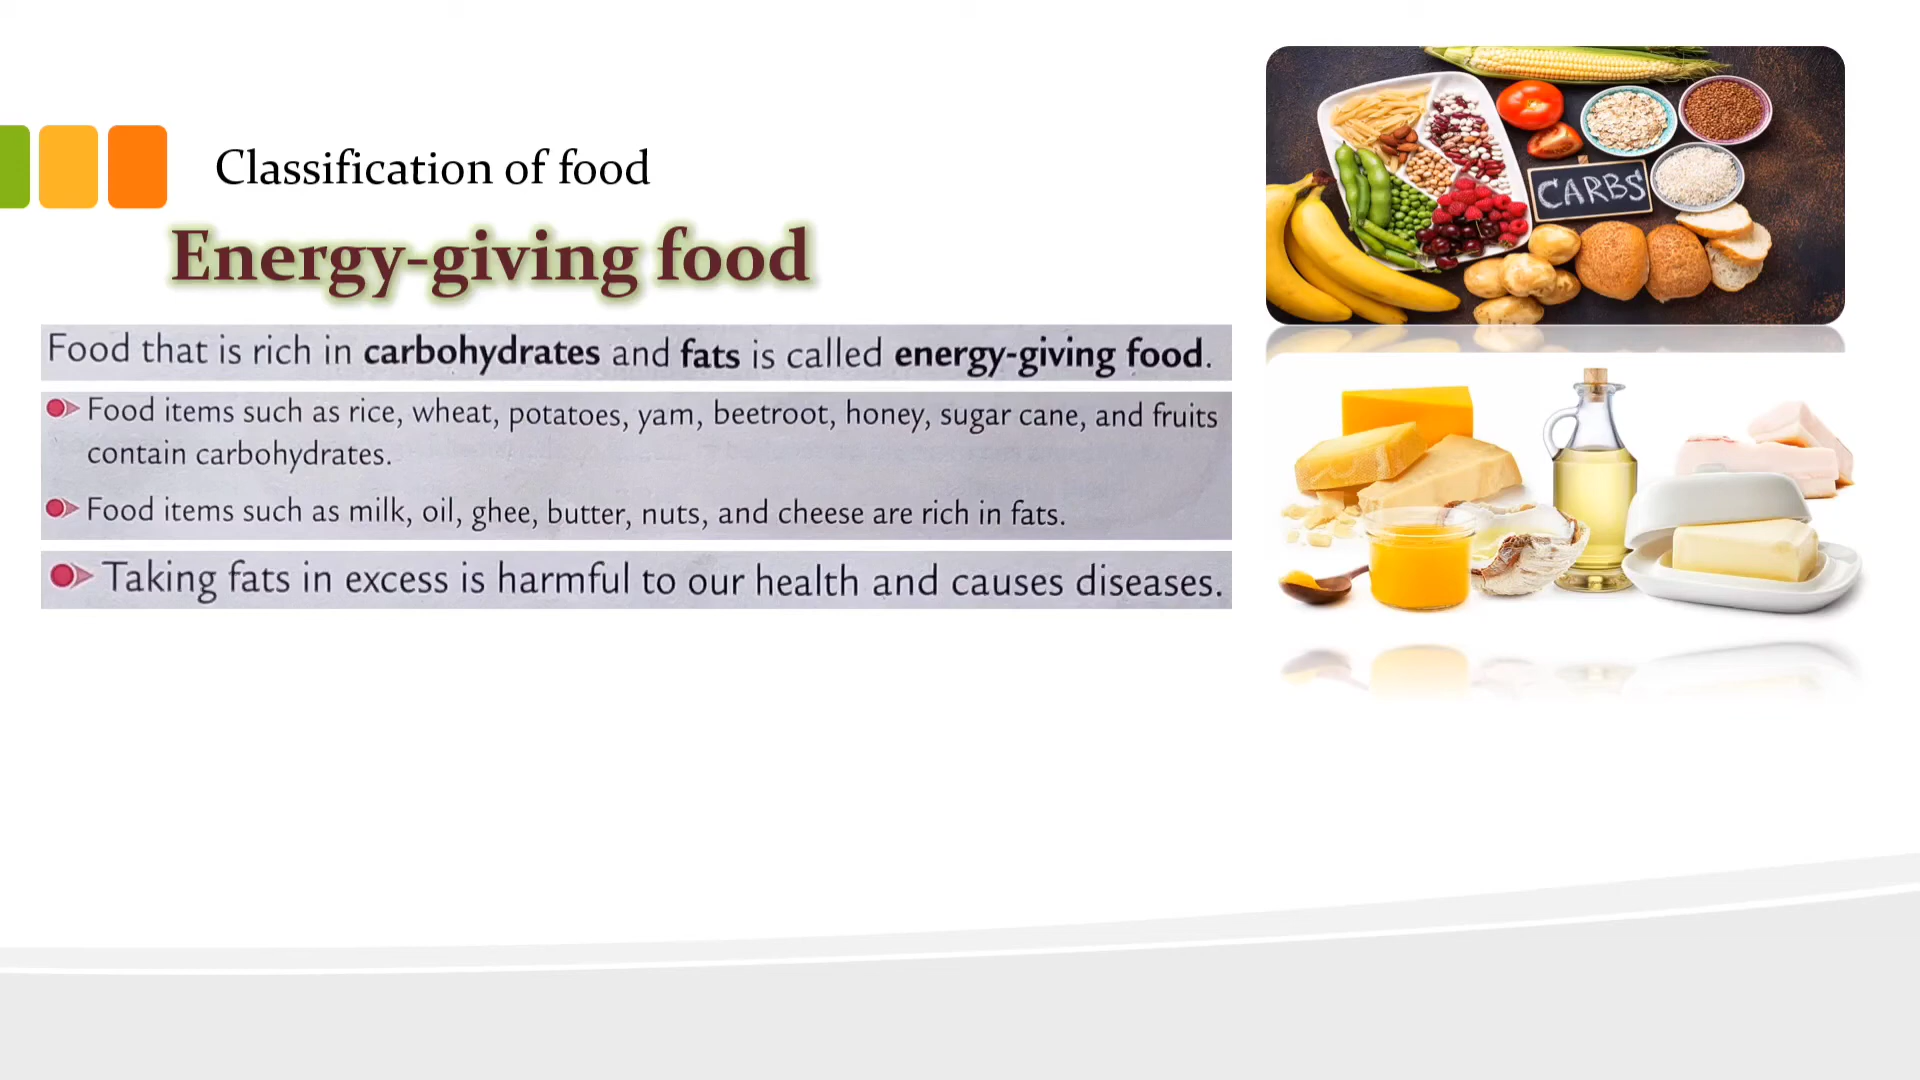 Classification of food
Energy-giving food
Food that is rich in carbohydrates and fats is called energy-giving food.
Food items such as rice, wheat, potatoes, yam, beetroot, honey, sugar cane, and fruits
contain carbohydrates.
Food items such as milk, oil, ghee, butter, nuts, and cheese are rich in fats.
Taking fats in excess is harmful to our health and causes diseases.
CARBS